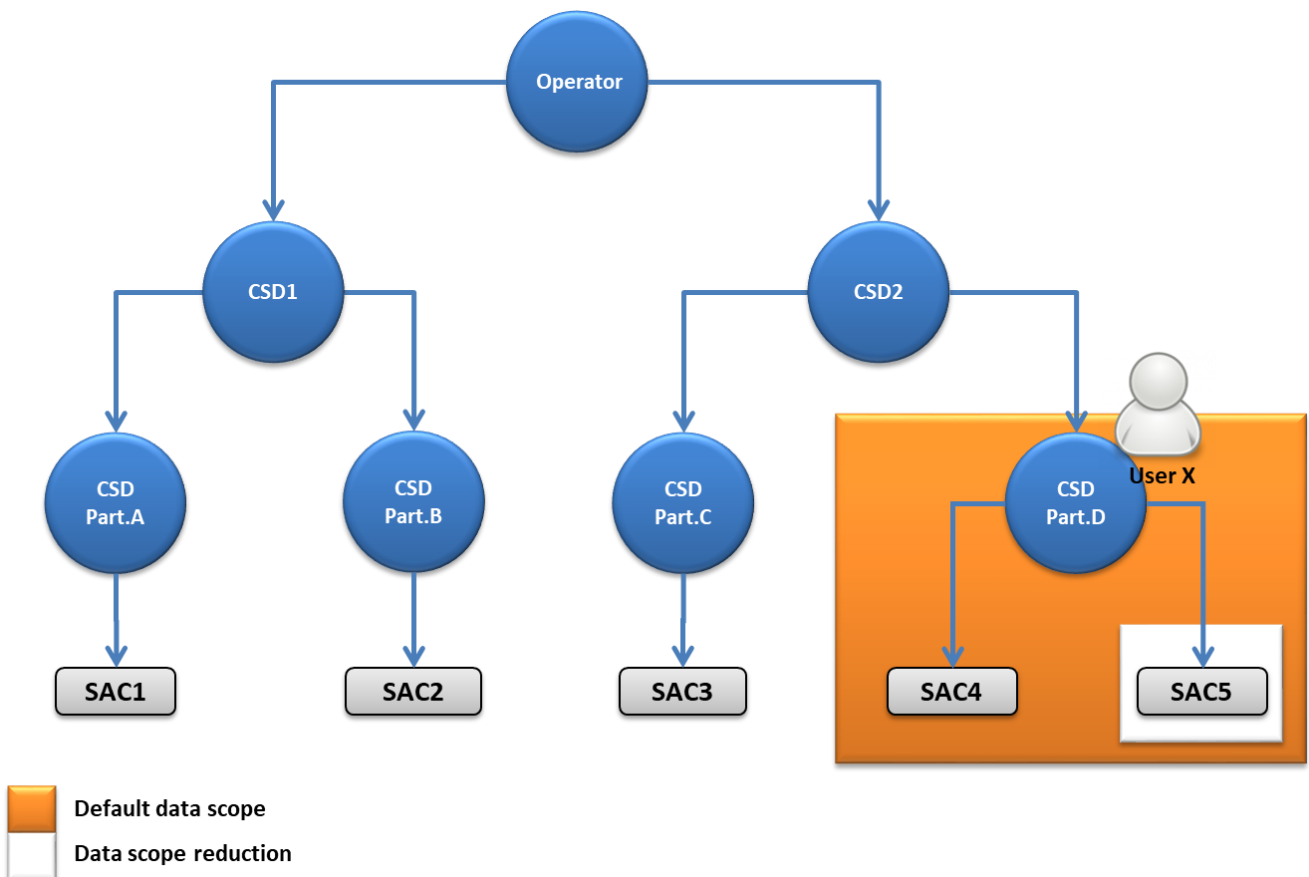 Operator
CSD1
CSD2
CSD
Part.A
CSD
Part.B
CSD
Part.C
User X
CSD
Part.D
SAC1
SAC2
SAC3
SAC4
SAC5
Default data scope
Data scope reduction